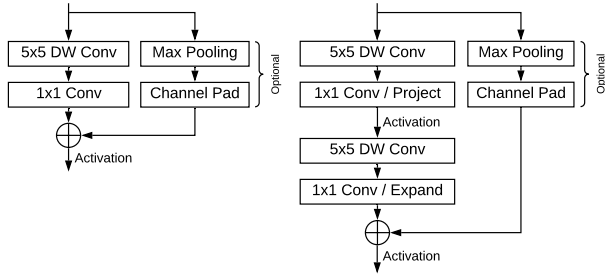 5x5 DW Conv
Max Pooling
1x1 Conv
Channel Pad
Optional
Activation
5x5 DW Conv
Max Pooling
1x1 Conv / Project
Channel Pad
Optional
Activation
5x5 DW Conv
1x1 Conv / Expand
Activation